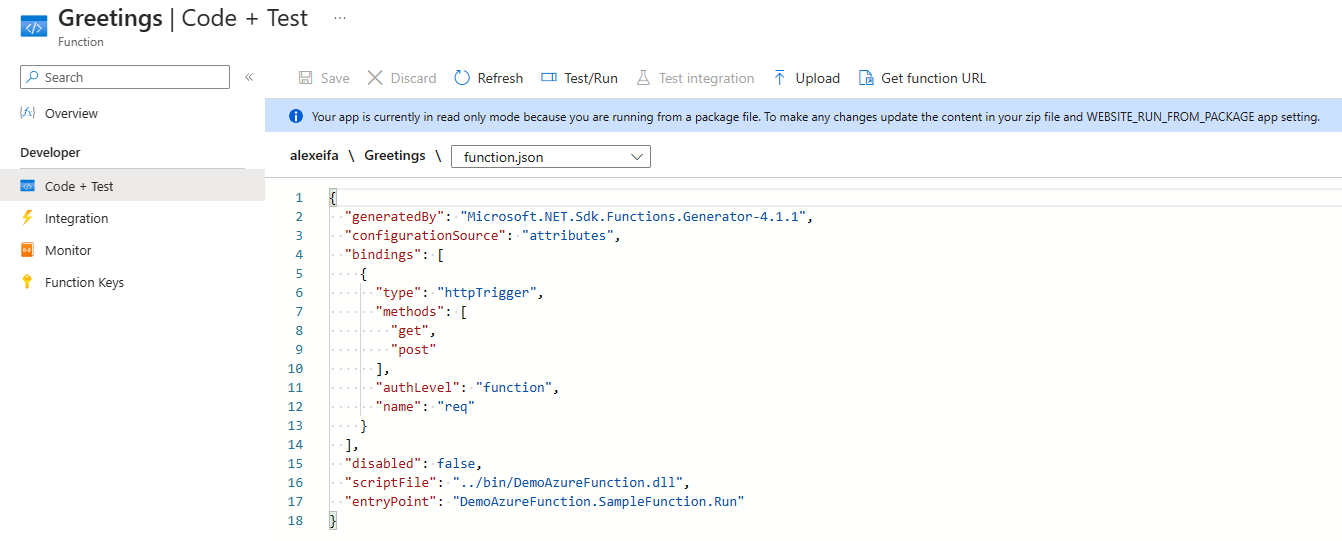 Greetings | Code + Test ...
Function
Search «
Save Discard Refresh Test/Run Test integration Upload Get function URL
Overview
Developer
Code + Test
Integration
Monitor
Function Keys
Your app is currently in read only mode because you are running from a package file. To make any changes update the content in your zip file and WEBSITE_RUN_FROM_PACKAGE app setting.
alexeifa \ Greetings \ function.json
1 {
2 "generatedBy": "Microsoft.NET.Sdk.Functions.Generator-4.1.1",
3 "configurationSource": "attributes",
4 "bindings": [
5 {
6 "type": "httpTrigger",
7 "methods": [
8 "get",
9 "post"
10 ],
11 "authLevel": "function",
12 "name": "req"
13 }
14 ],
15 "disabled": false,
16 "scriptFile": "../bin/DemoAzureFunction.dll",
17 "entryPoint": "DemoAzureFunction.SampleFunction.Run"
18 }